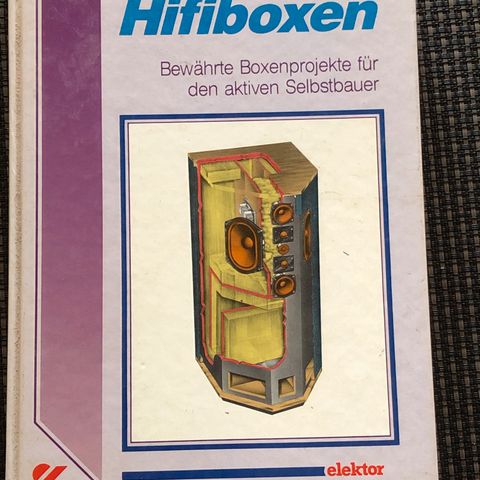 Hifiboxen
Bewährte Boxenprojekte für
den aktiven Selbstbauer
elektor